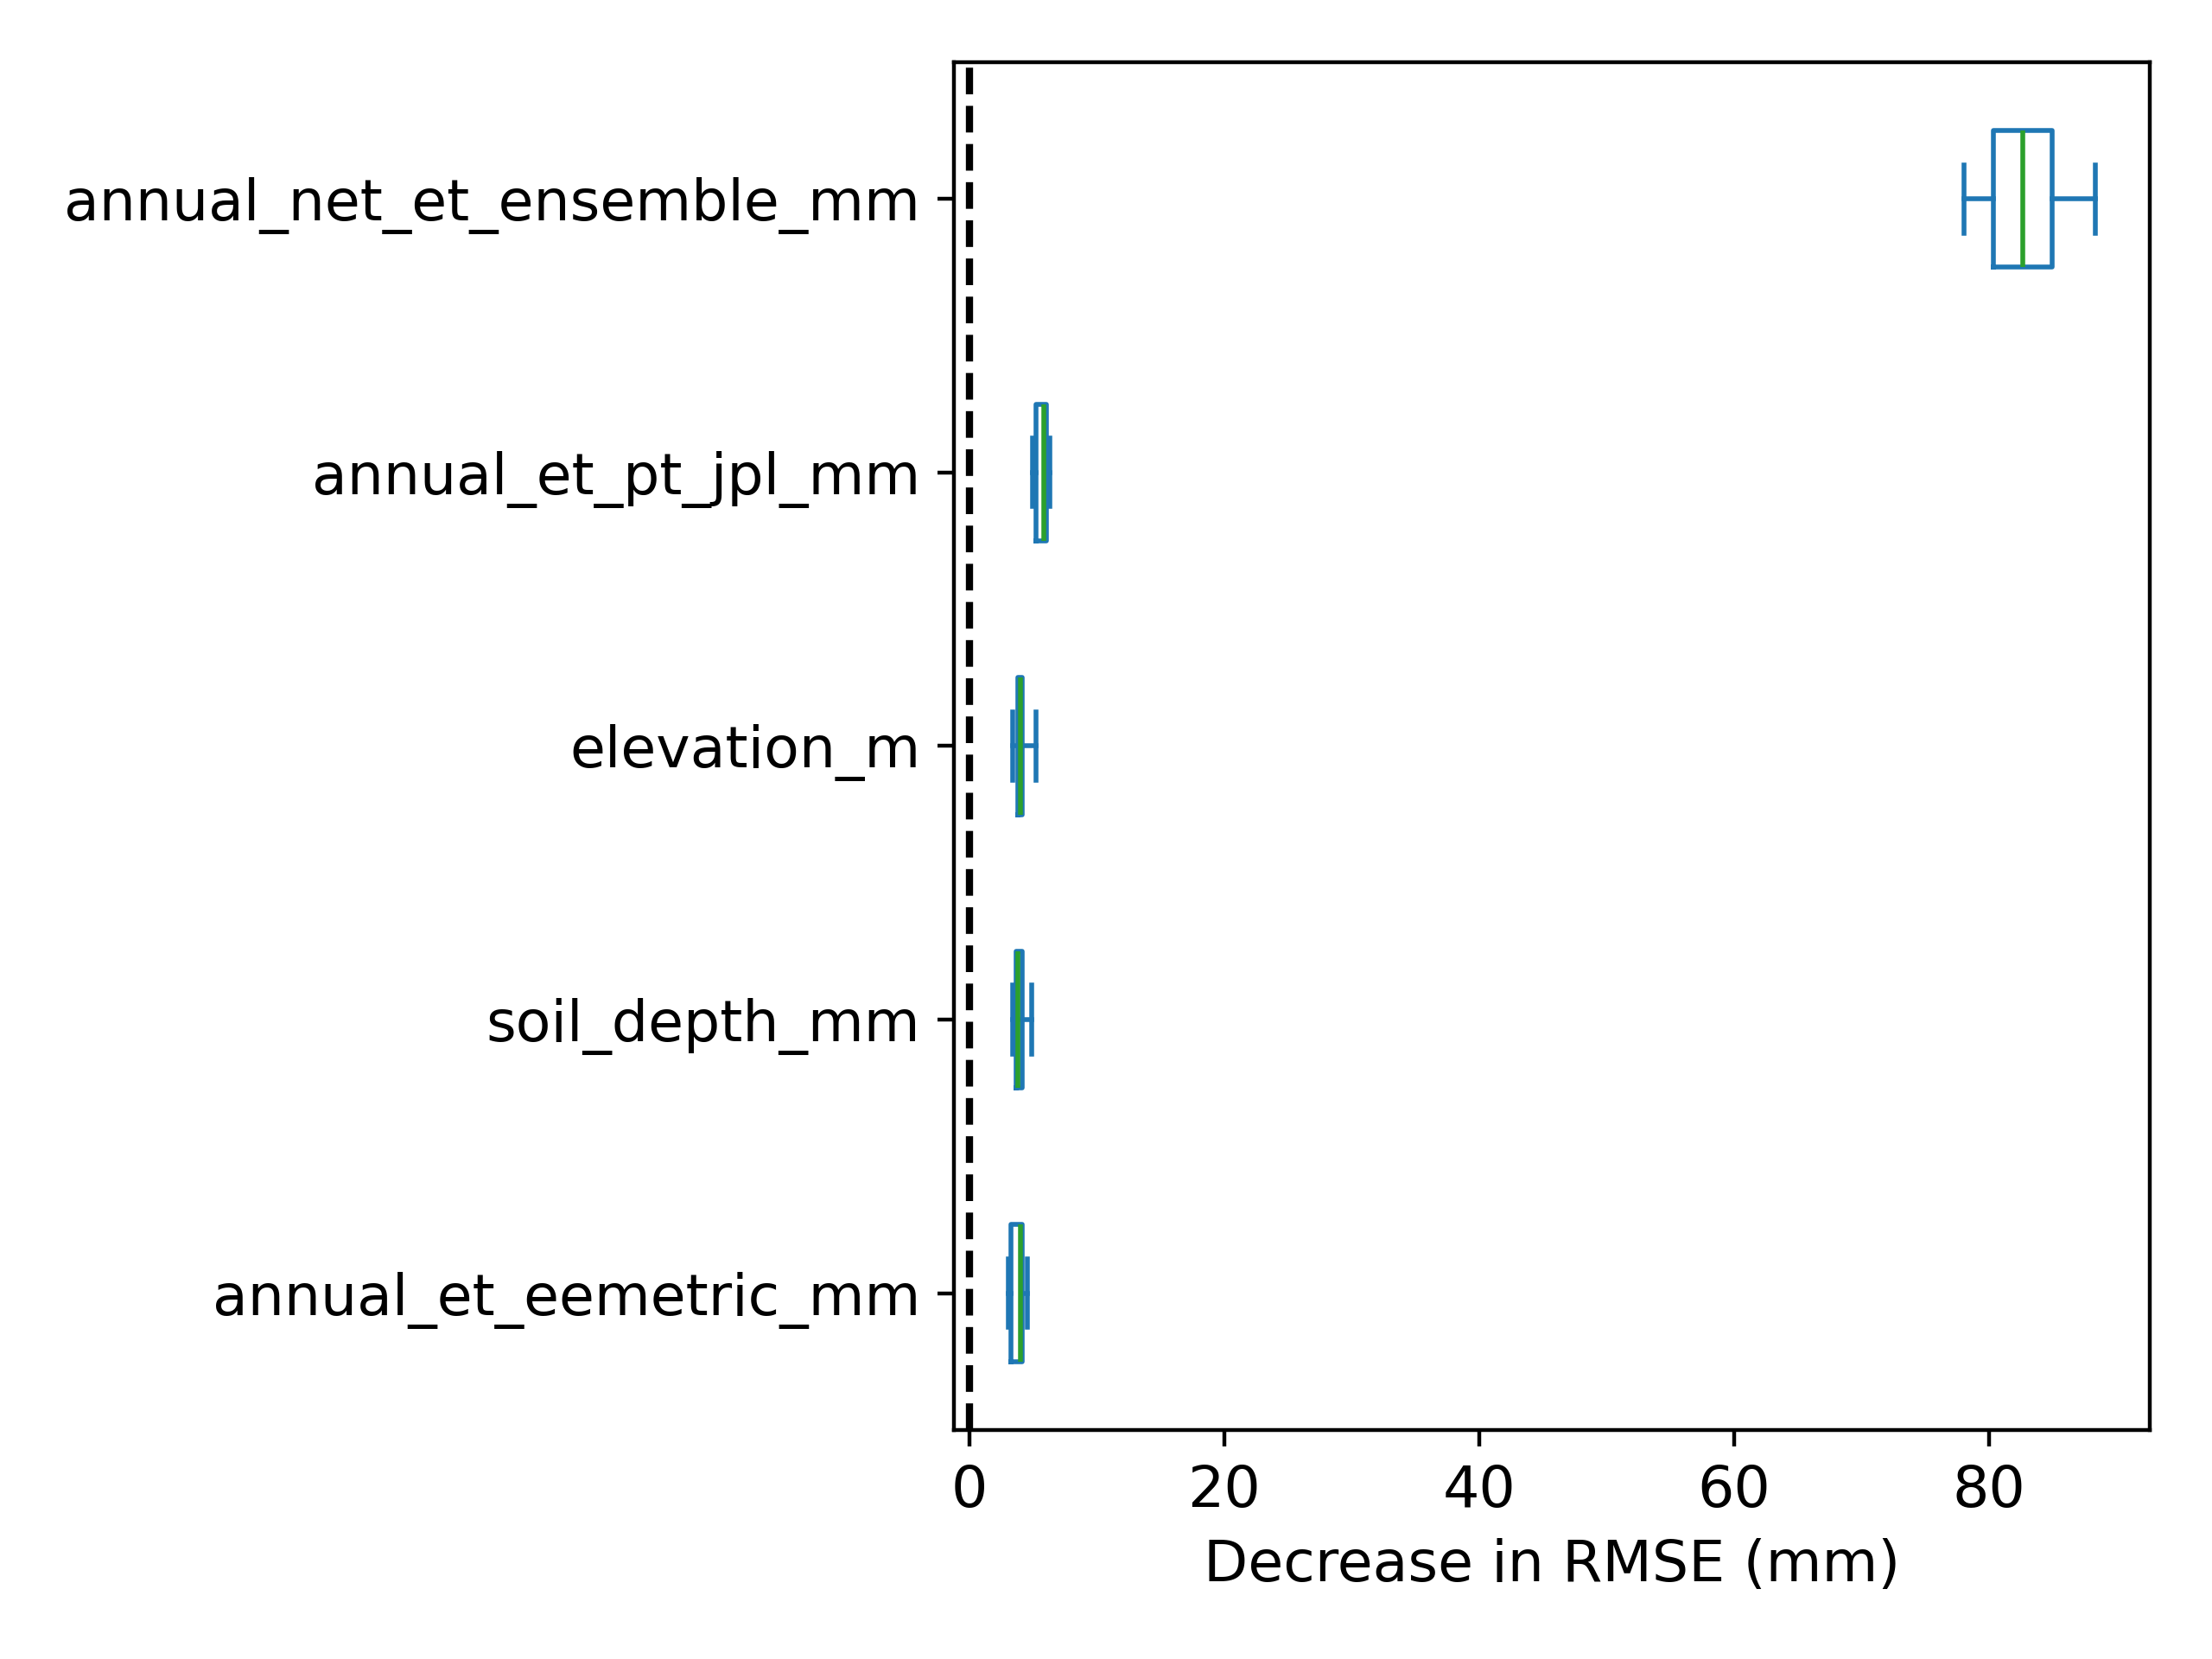 annual_net_et_ensemble_mm
annual_et_pt_jpl_mm
elevation_m
soil_depth_mm
annual_et_eemetric_mm
0 20 40 60 80
Decrease in RMSE (mm)